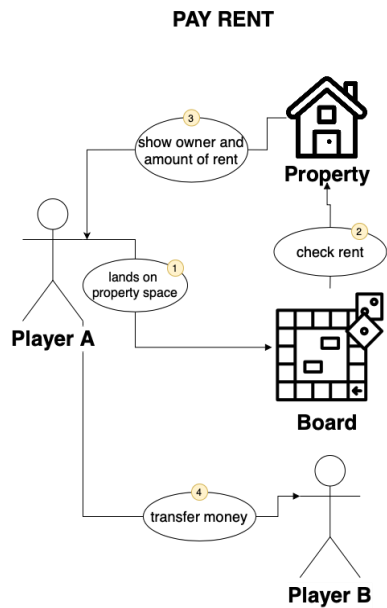 PAY RENT
3
show owner and
amount of rent
Property
2
check rent
1
lands on
property space
Player A
Board
4
transfer money
Player B